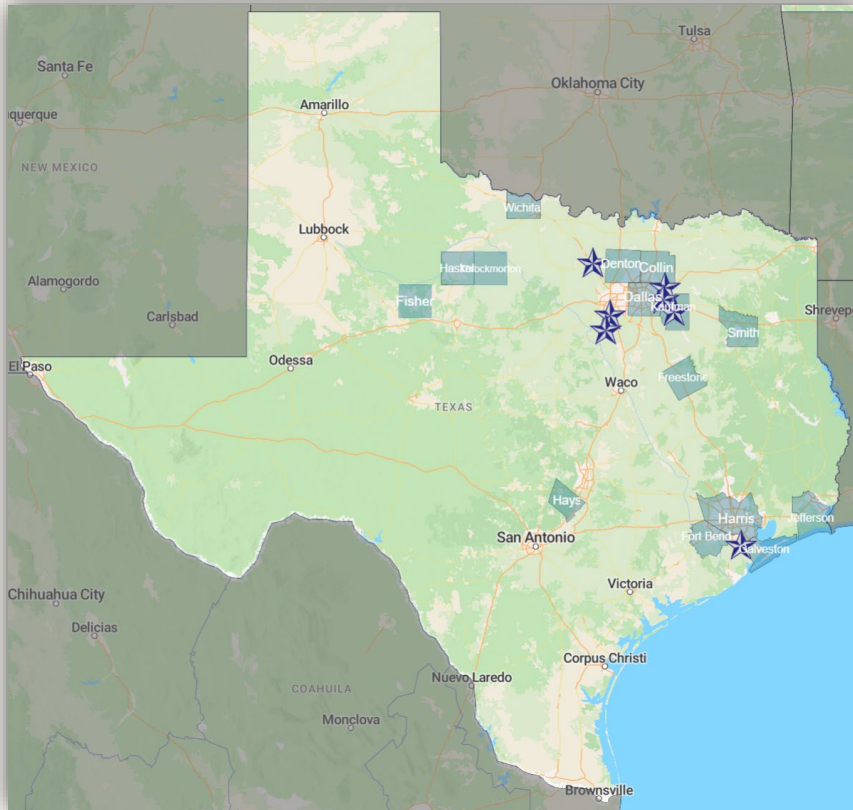 Tulsa
Santa Fe
Oklahoma City
Amarillo
uquerque
NEW MEXICO
Wichita
Lubbock
Denton
Collin
Haskell
Throckmorton
Alamogordo
Fisher
Dallas
Kaufman
Carlsbad
Shrevepo
Smith
El Paso
Odessa
Waco
Freestone
TEXAS
Hays
Harris
Jefferson
San Antonio
Fort Bend
Galveston
Victoria
Chihuahua City
Delicias
Corpus Christi
Nuevo Laredo
COAHUILA
Monclova
Brownsville